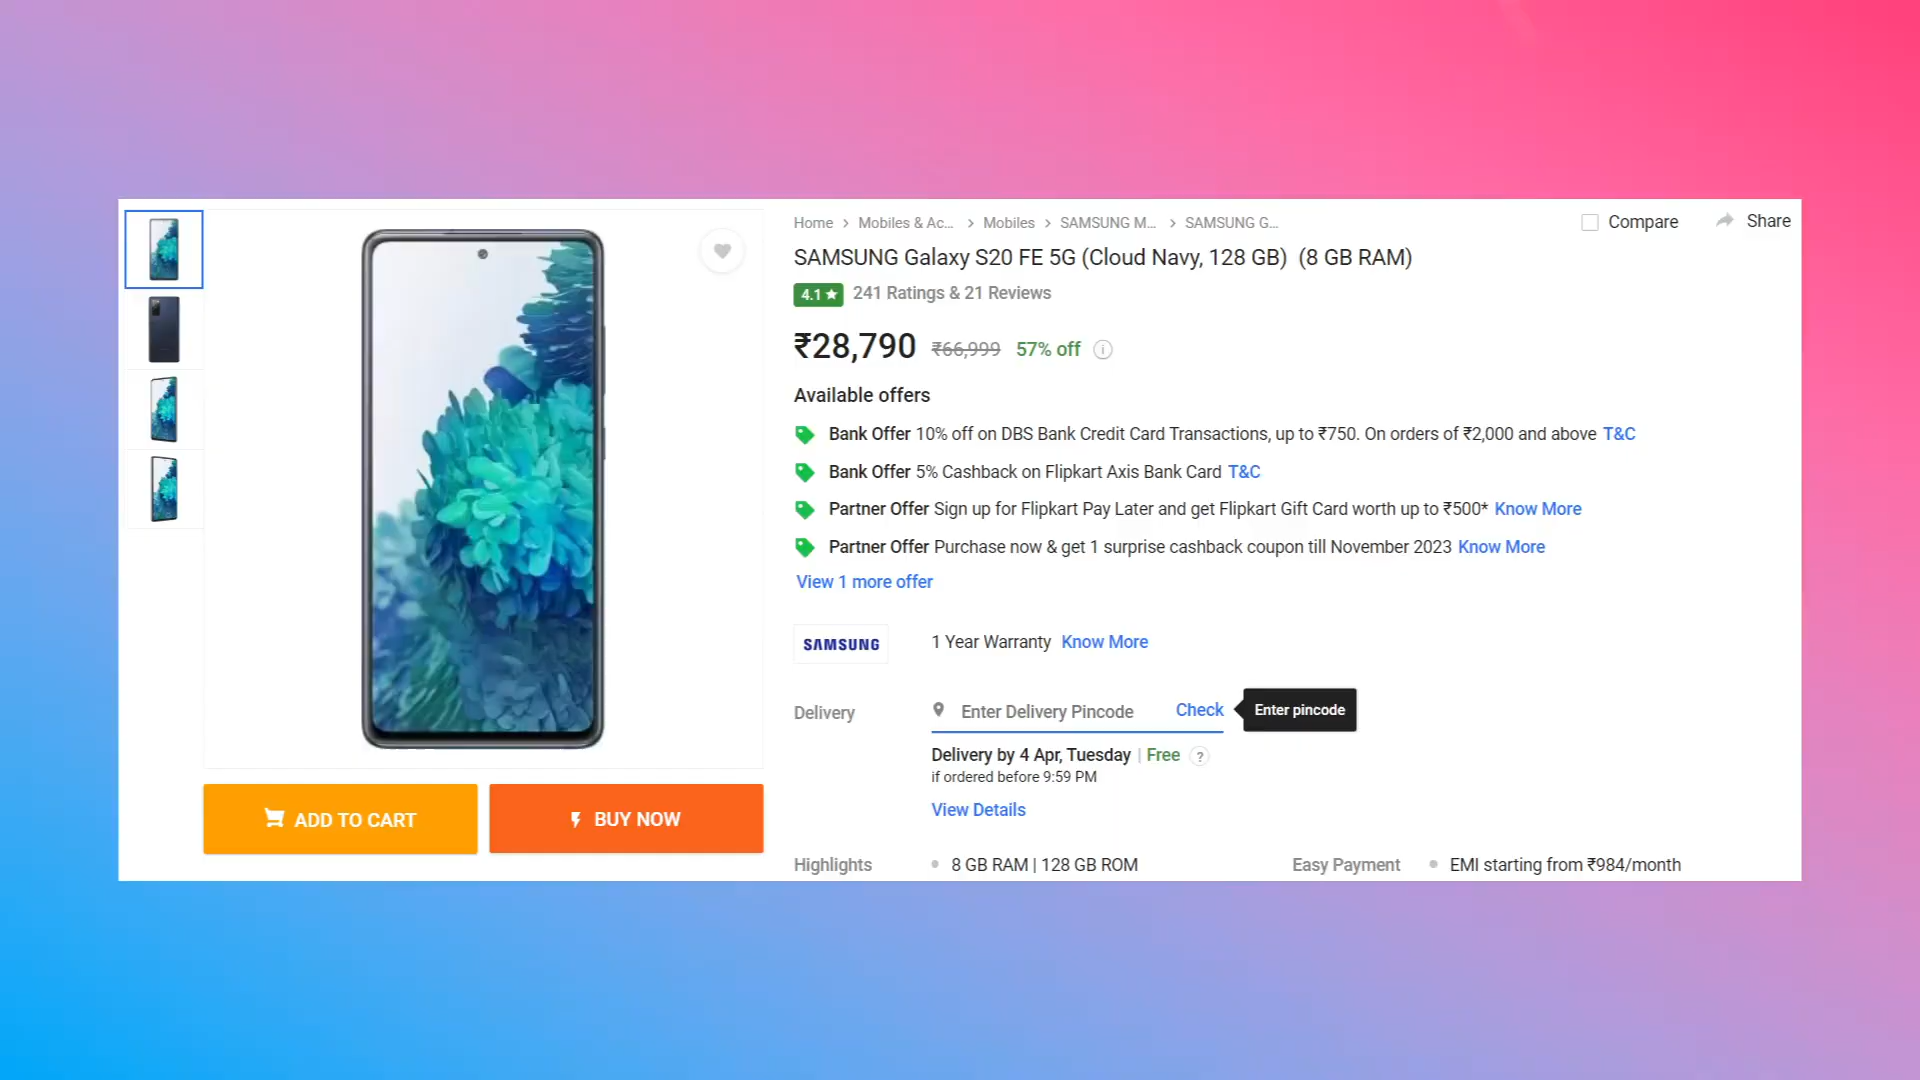 Home > Mobiles & Ac... > Mobiles > SAMSUNG M... > SAMSUNG G...
Compare
Share
SAMSUNG Galaxy S20 FE 5G (Cloud Navy, 128 GB) (8 GB RAM)
4.1★ 241 Ratings & 21 Reviews
₹28,790 ₹66,999 57% off
Available offers
Bank Offer 10% off on DBS Bank Credit Card Transactions, up to ₹750. On orders of ₹2,000 and above T&C
Bank Offer 5% Cashback on Flipkart Axis Bank Card T&C
Partner Offer Sign up for Flipkart Pay Later and get Flipkart Gift Card worth up to ₹500* Know More
Partner Offer Purchase now & get 1 surprise cashback coupon till November 2023 Know More
View 1 more offer
SAMSUNG 1 Year Warranty Know More
Delivery Enter Delivery Pincode Check Enter pincode
Delivery by 4 Apr, Tuesday | Free ?
if ordered before 9:59 PM
View Details
ADD TO CART
BUY NOW
Highlights 8 GB RAM | 128 GB ROM
Easy Payment EMI starting from ₹984/month